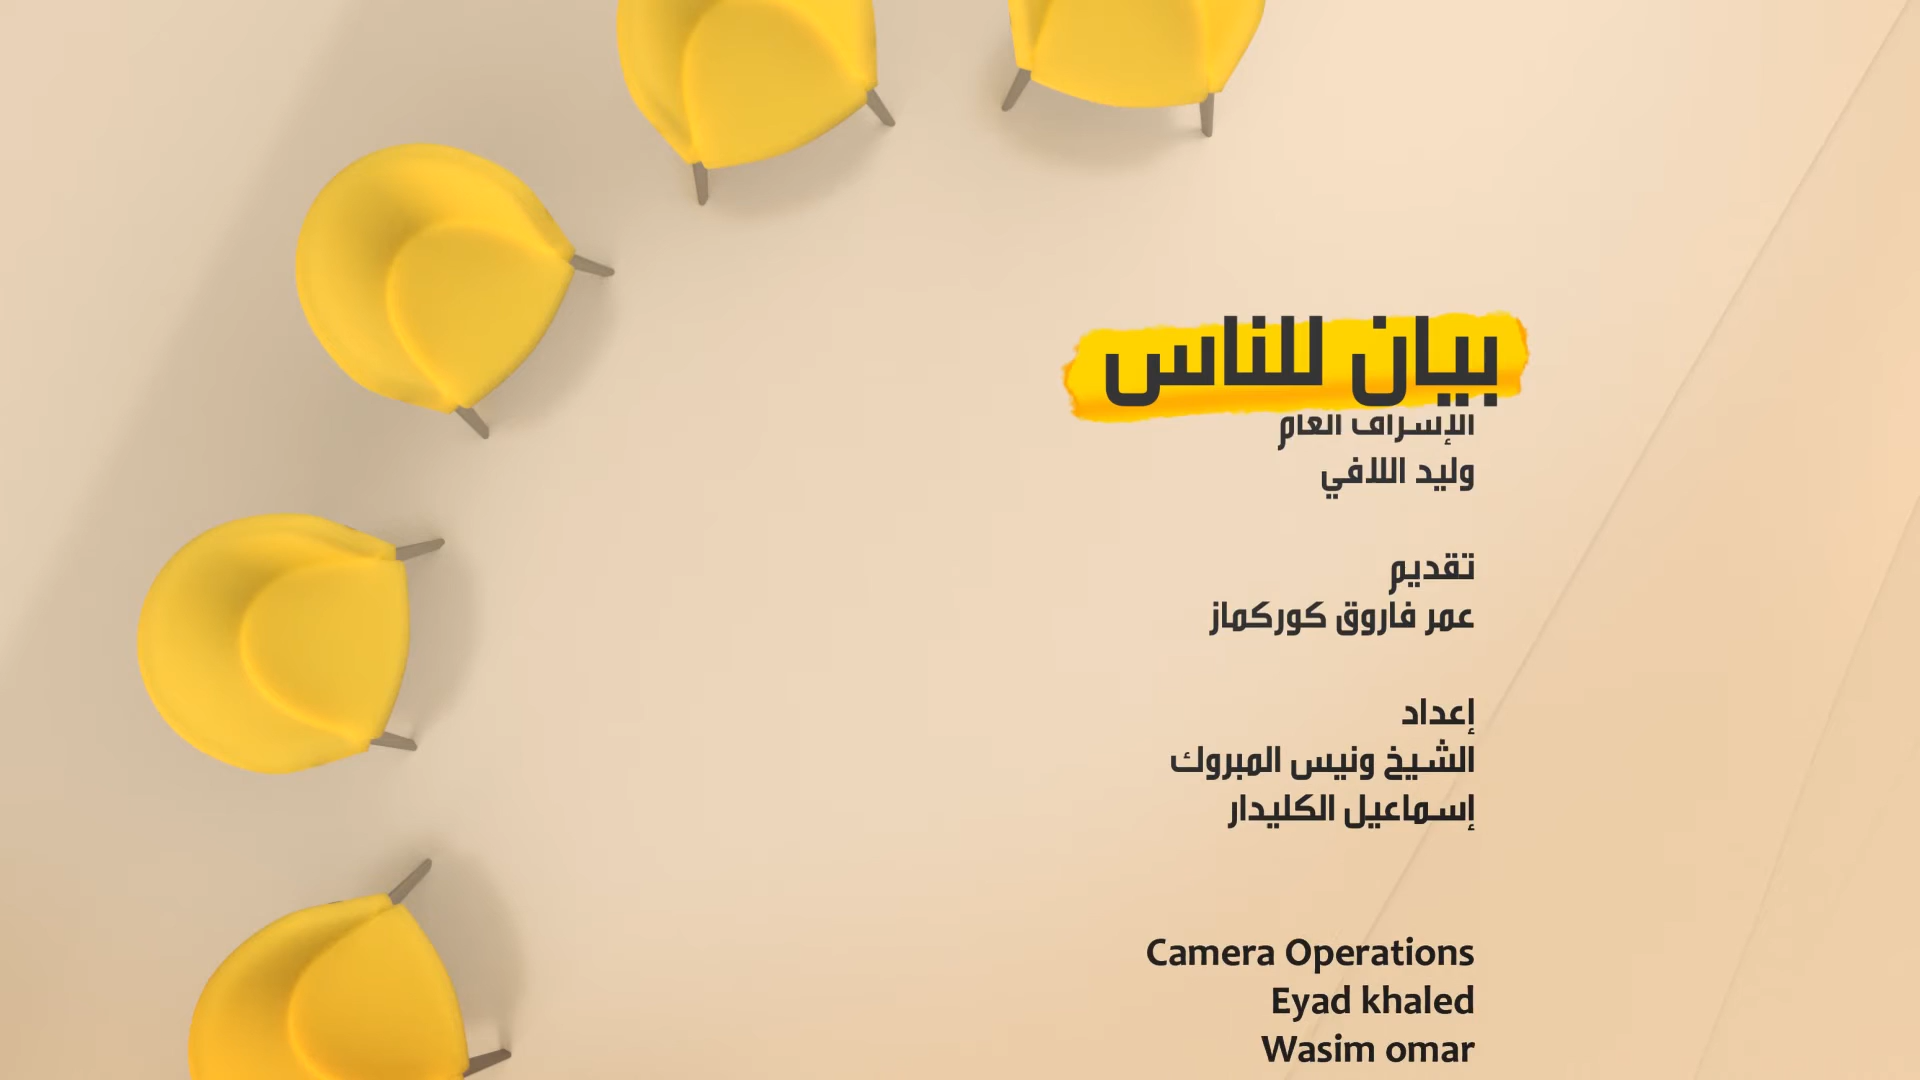 بيان للناس
الإشراف العام
وليد اللافي
تقديم
عمر فاروق كوركماز
إعداد
الشيخ ونيس المبروك
إسماعيل الكليدار
Camera Operations
Eyad khaled
Wasim omar